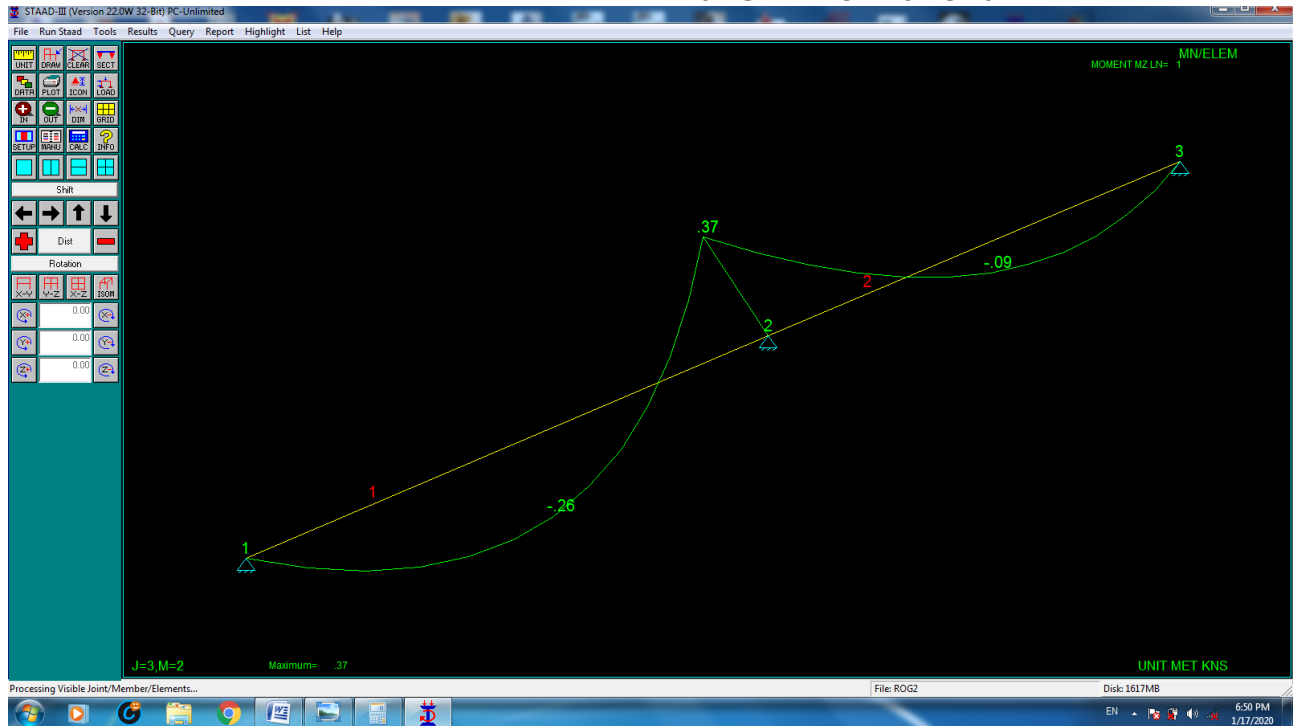 STAAD-III (Version 22.0W 32-Bit) PC-Unlimited
File Run Staad Tools Results Query Report Highlight List Help
UNIT DRAW CLEAR SECT
DATA PLOT ICON LOAD
IN OUT DIM GRID
SETUP MANU CALC INFO
Shift
Dist
Rotation
X-Y Y-Z X-Z ISOM
X+ 0.00 X-
Y+ 0.00 Y-
Z+ 0.00 Z-
MN/ELEM
MOMENT MZ LN= 1
3
.37
-.09
2
2
1
-.26
1
J=3,M=2 Maximum= .37 UNIT MET KNS
Processing Visible Joint/Member/Elements... File: ROG2 Disk: 1617MB
EN 6:50 PM
1/17/2020